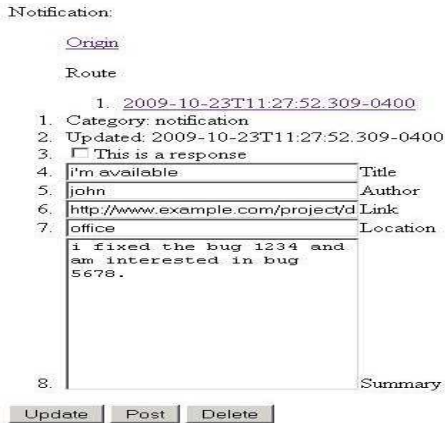 Notification:
Origin
Route
1. 2009-10-23T11:27:52.309-0400
1. Category: notification
2. Updated: 2009-10-23T11:27:52.309-0400
3. This is a response
4. i'm available Title
5. john Author
6. http://www.example.com/project/d Link
7. office Location
i fixed the bug 1234 and
am interested in bug
5678.
8. Summary
Update Post Delete